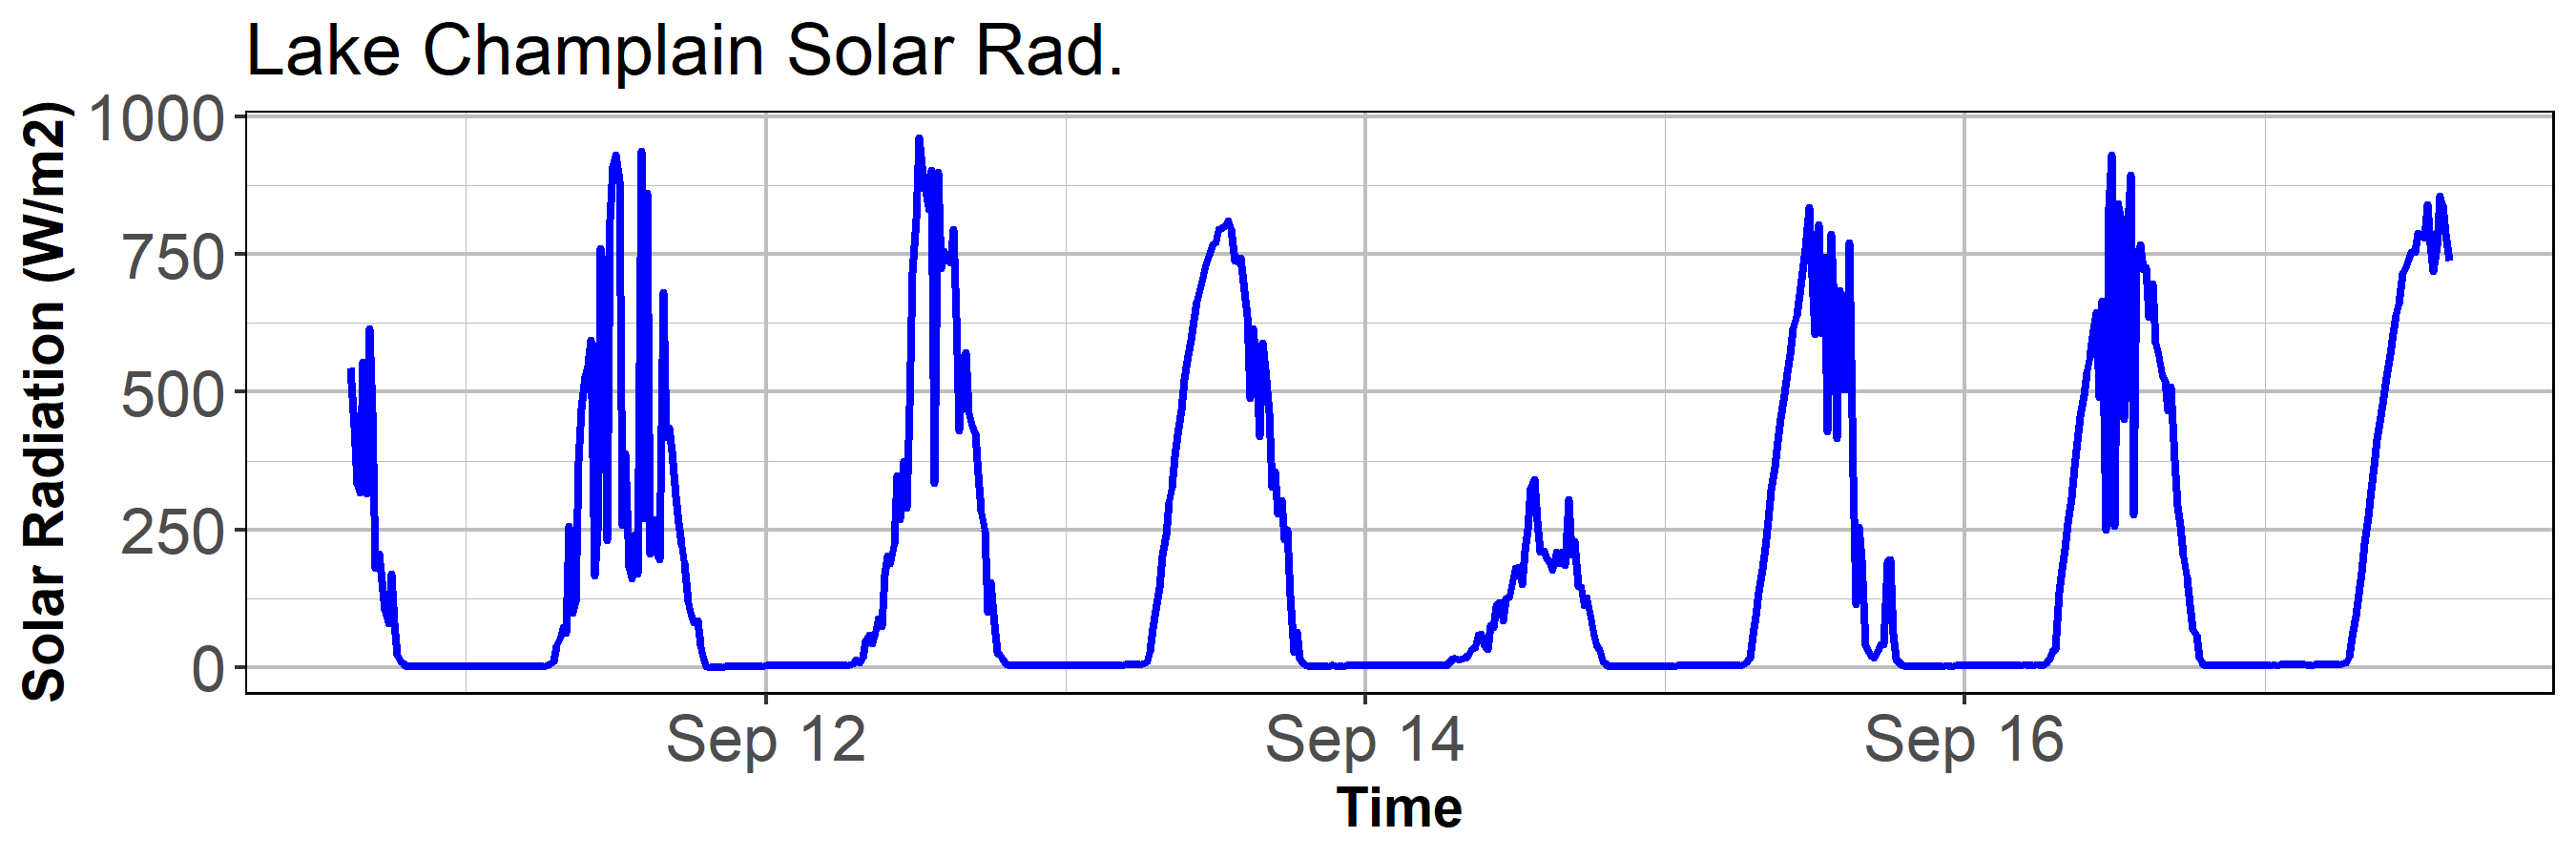 Lake Champlain Solar Rad.
Solar Radiation (W/m2)
1000
750
500
250
0
Sep 12
Sep 14
Sep 16
Time